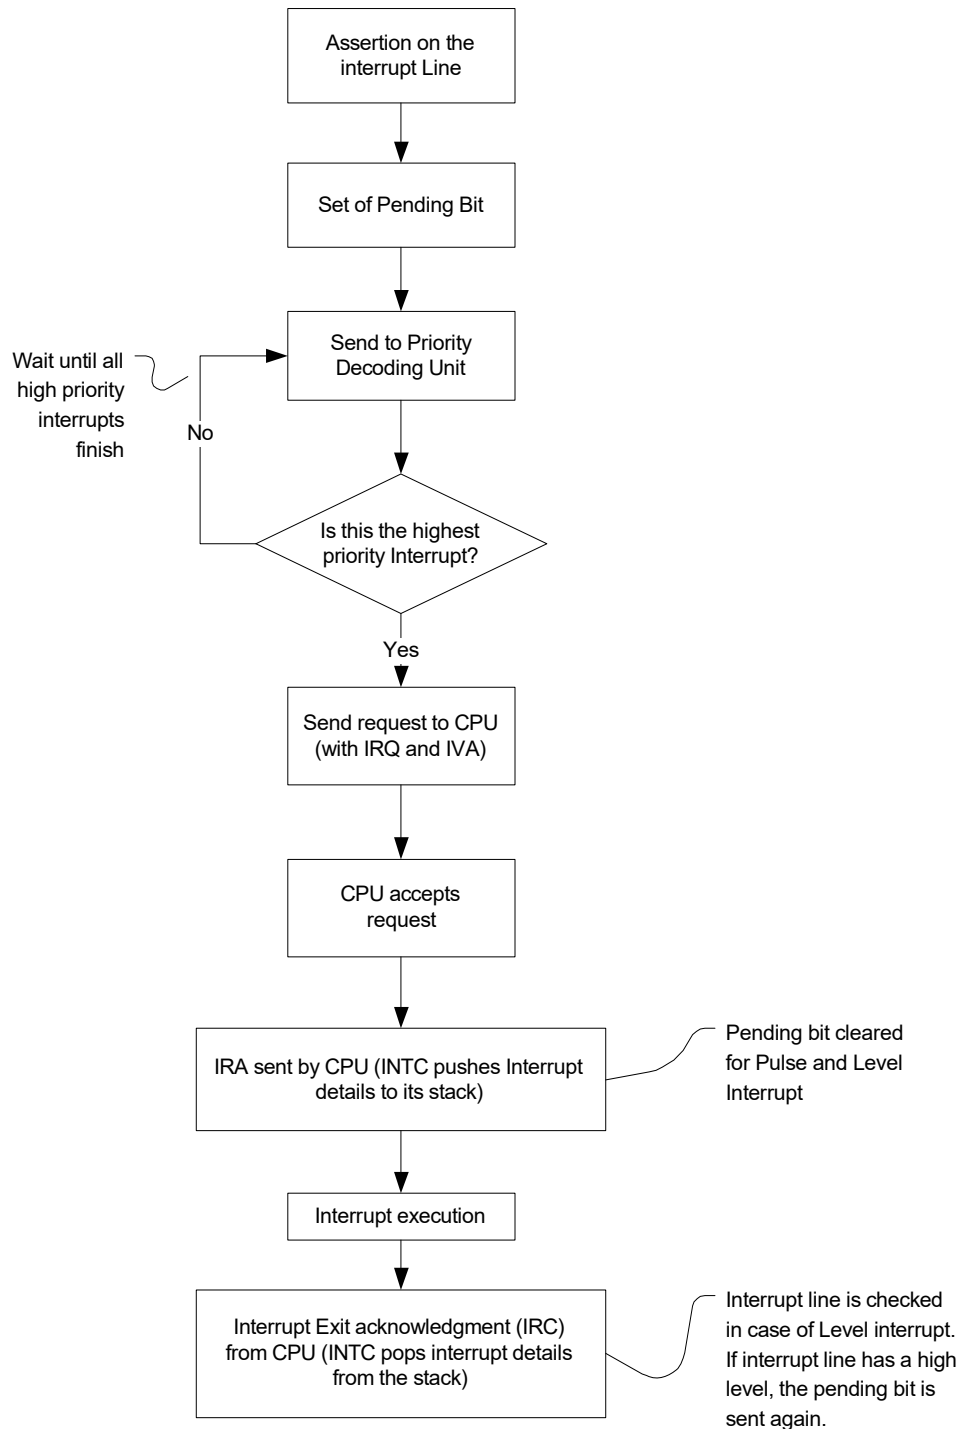 Assertion on the
interrupt Line
Set of Pending Bit
Send to Priority
Decoding Unit
Wait until all
high priority
interrupts
finish
No
Is this the highest
priority Interrupt?
Yes
Send request to CPU
(with IRQ and IVA)
CPU accepts
request
IRA sent by CPU (INTC pushes Interrupt
details to its stack)
Pending bit cleared
for Pulse and Level
Interrupt
Interrupt execution
Interrupt Exit acknowledgment (IRC)
from CPU (INTC pops interrupt details
from the stack)
Interrupt line is checked
in case of Level interrupt.
If interrupt line has a high
level, the pending bit is
sent again.